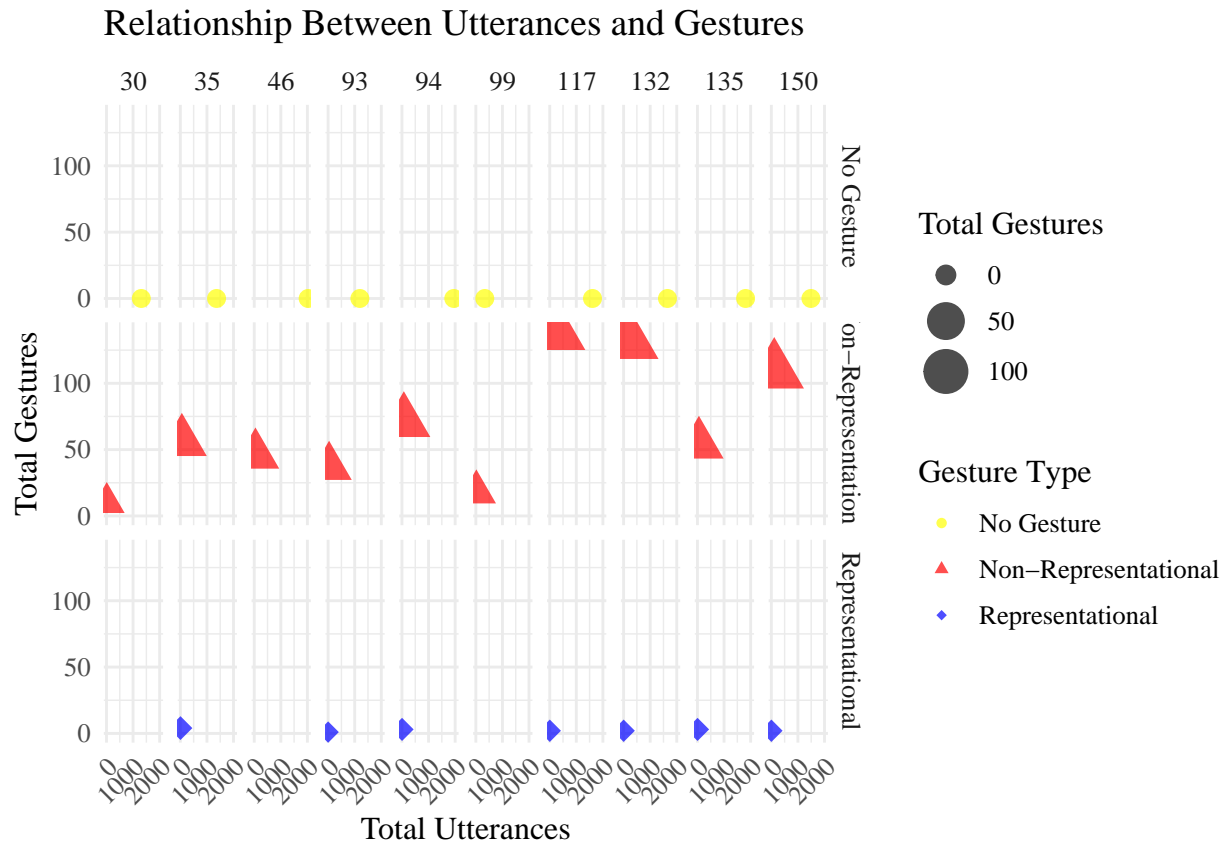 Relationship Between Utterances and Gestures
30 35 46 93 94 99 117 132 135 150
100
50
0
No Gesture
100
50
0
on−Representation
100
50
0
Representational
Total Gestures
0 1000 2000 0 1000 2000 0 1000 2000 0 1000 2000 0 1000 2000 0 1000 2000 0 1000 2000 0 1000 2000 0 1000 2000 0 1000 2000
Total Utterances
Total Gestures
0
50
100
Gesture Type
No Gesture
Non−Representational
Representational